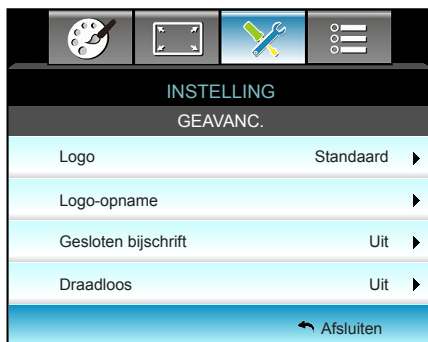 INSTELLING
GEAVANC.
Logo Standaard
Logo-opname
Gesloten bijschrift Uit
Draadloos Uit
Afsluiten